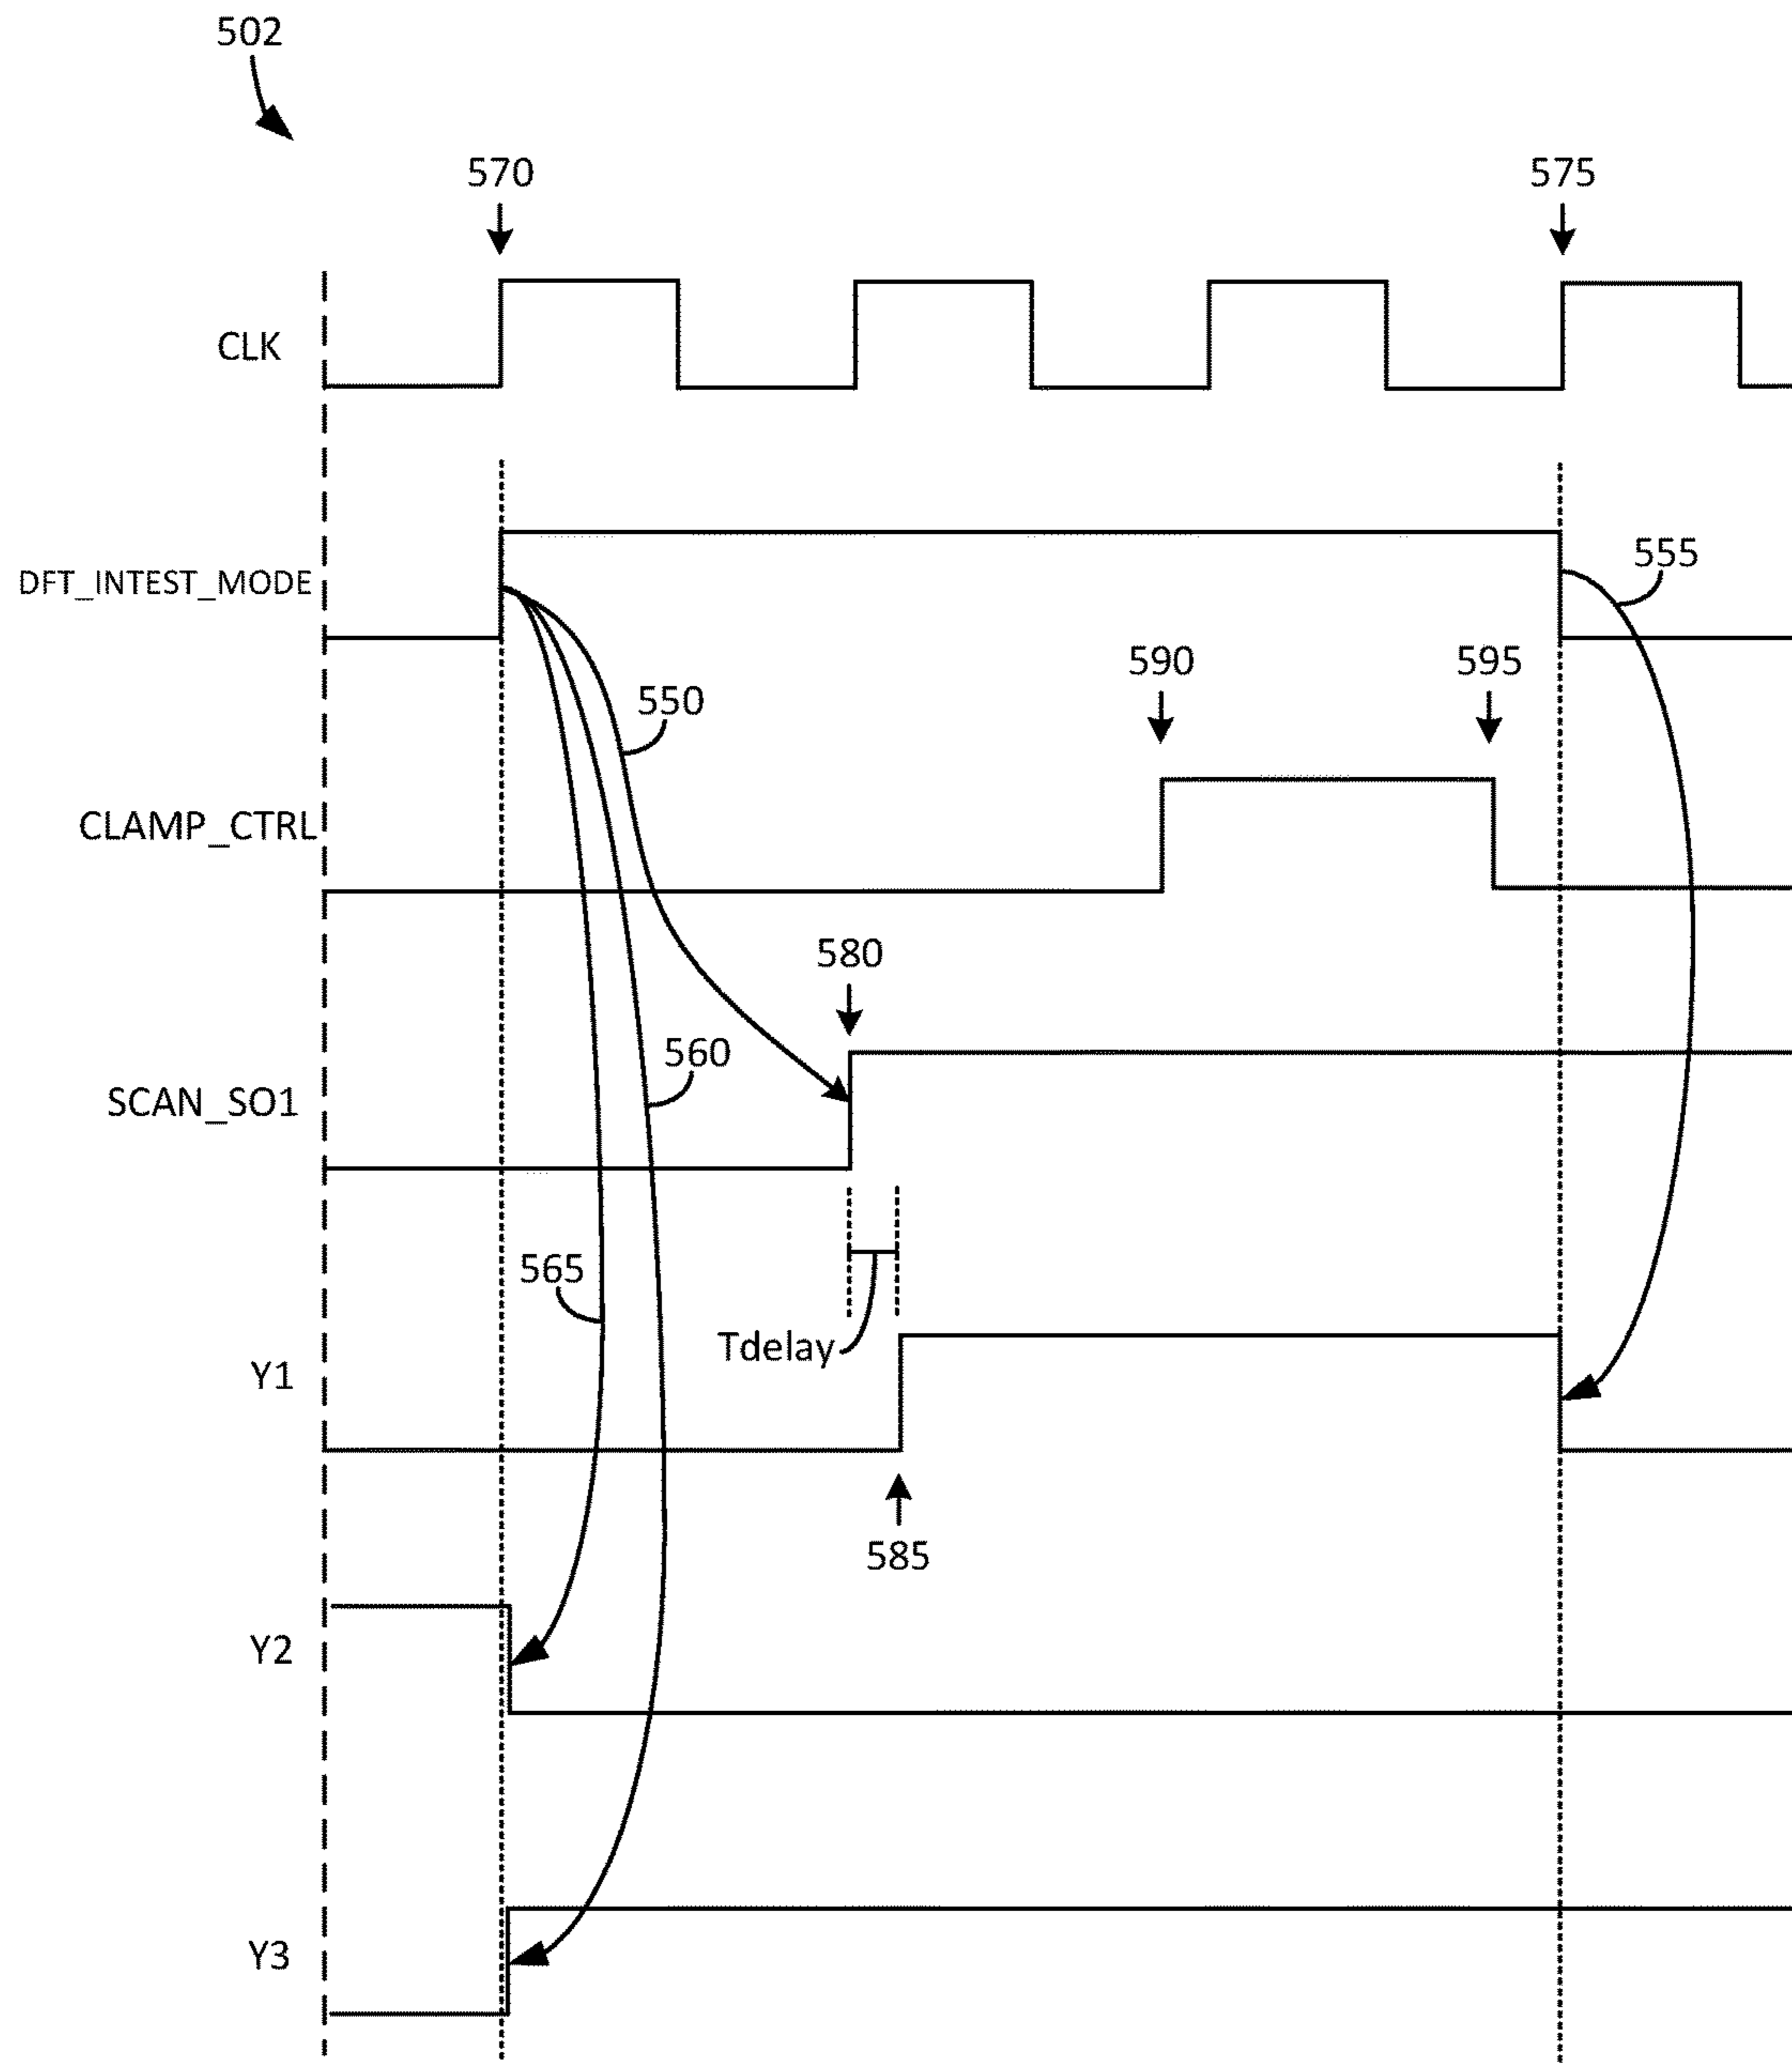 502
570
575
CLK
DFT_INTEST_MODE
555
590
595
550
CLAMP_CTRL
580
560
SCAN_SO1
565
Tdelay
Y1
585
Y2
Y3